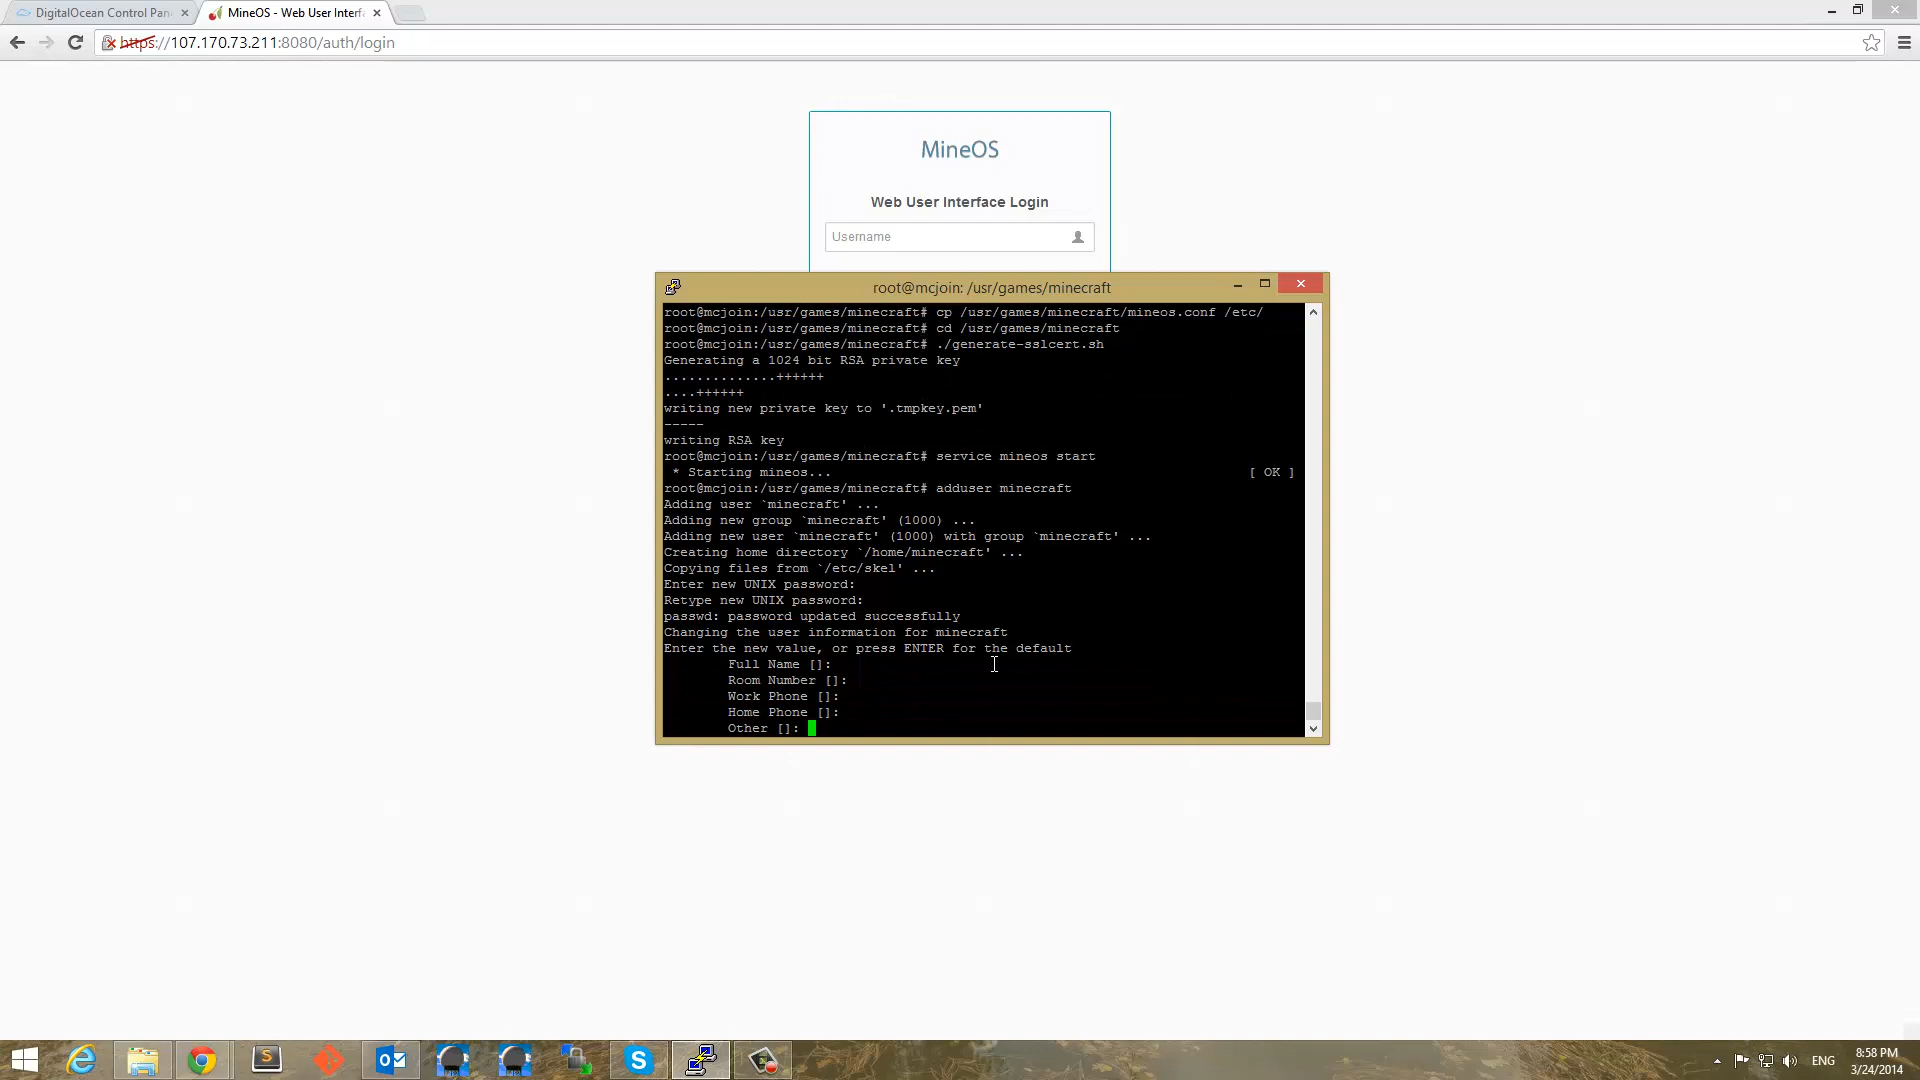 DigitalOcean Control Pan
MineOS - Web User Interf
https://107.170.73.211:8080/auth/login
MineOS
Web User Interface Login
Username
root@mcjoin: /usr/games/minecraft
root@mcjoin:/usr/games/minecraft# cp /usr/games/minecraft/mineos.conf /etc/
root@mcjoin:/usr/games/minecraft# cd /usr/games/minecraft
root@mcjoin:/usr/games/minecraft# ./generate-sslcert.sh
Generating a 1024 bit RSA private key
..............++++++
....++++++
writing new private key to '.tmpkey.pem'
-----
writing RSA key
root@mcjoin:/usr/games/minecraft# service mineos start
* Starting mineos... [ OK ]
root@mcjoin:/usr/games/minecraft# adduser minecraft
Adding user `minecraft' ...
Adding new group `minecraft' (1000) ...
Adding new user `minecraft' (1000) with group `minecraft' ...
Creating home directory `/home/minecraft' ...
Copying files from `/etc/skel' ...
Enter new UNIX password:
Retype new UNIX password:
passwd: password updated successfully
Changing the user information for minecraft
Enter the new value, or press ENTER for the default
Full Name []:
Room Number []:
Work Phone []:
Home Phone []:
Other []:
ENG
8:58 PM
3/24/2014